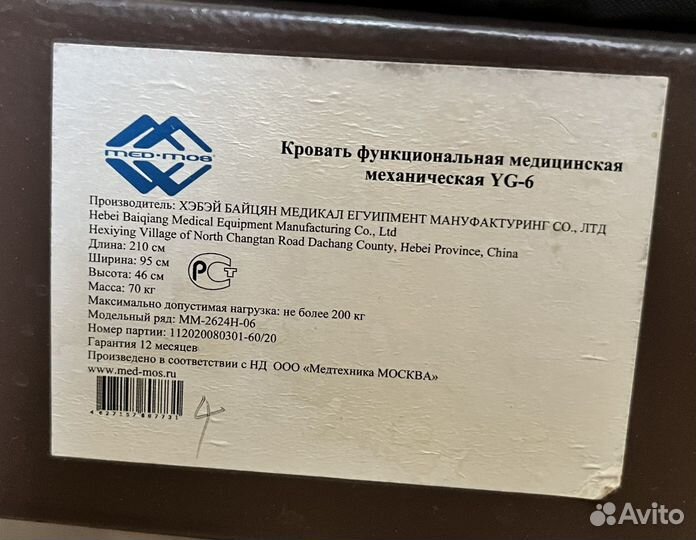 MED-MOS
Кровать функциональная медицинская
механическая YG-6
Производитель: ХЭБЭЙ БАЙЦЯН МЕДИКАЛ ЕГУИПМЕНТ МАНУФАКТУРИНГ СО., ЛТД
Hebei Baiqiang Medical Equipment Manufacturing Co., Ltd
Hexiying Village of North Changtan Road Dachang County, Hebei Province, China
Длина: 210 см
Ширина: 95 см
Высота: 46 см
Масса: 70 кг
РСТ
Максимально допустимая нагрузка: не более 200 кг
Модельный ряд: ММ-2624Н-06
Номер партии: 112020080301-60/20
Гарантия 12 месяцев
Произведено в соответствии с НД ООО «Медтехника МОСКВА»
www.med-mos.ru
4627157887731
4
Avito